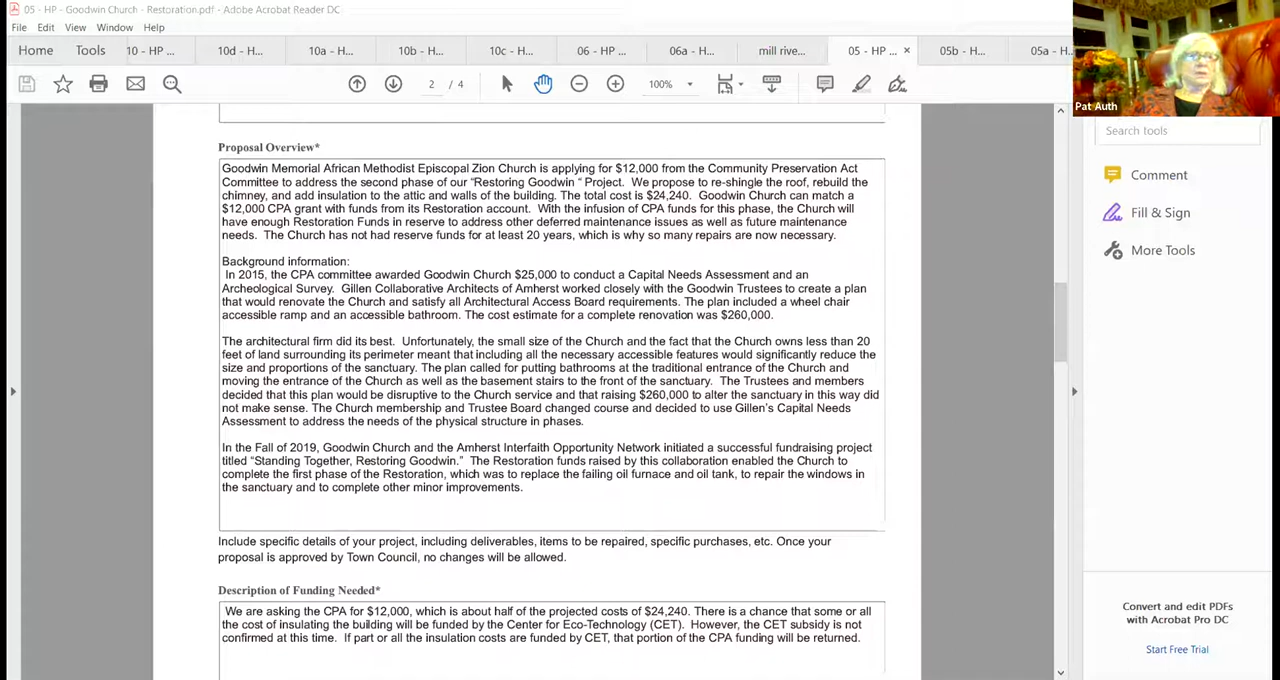 05 - HP - Goodwin Church - Restoration.pdf - Adobe Acrobat Reader DC
File Edit View Window Help
Home Tools 10 - HP ... 10d - H... 10a - H... 10b - H... 10c - H... 06 - HP ... 06a - H... mill rive... 05 - HP ... × 05b - H... 05a - H
2 / 4 100%
Pat Auth
Search Tools
Comment
Fill & Sign
More Tools
Proposal Overview*
Goodwin Memorial African Methodist Episcopal Zion Church is applying for $12,000 from the Community Preservation Act
Committee to address the second phase of our "Restoring Goodwin " Project. We propose to re-shingle the roof, rebuild the
chimney, and add insulation to the attic and walls of the building. The total cost is $24,240. Goodwin Church can match a
$12,000 CPA grant with funds from its Restoration account. With the infusion of CPA funds for this phase, the Church will
have enough Restoration Funds in reserve to address other deferred maintenance issues as well as future maintenance
needs. The Church has not had reserve funds for at least 20 years, which is why so many repairs are now necessary.
Background information:
In 2015, the CPA committee awarded Goodwin Church $25,000 to conduct a Capital Needs Assessment and an
Archeological Survey. Gillen Collaborative Architects of Amherst worked closely with the Goodwin Trustees to create a plan
that would renovate the Church and satisfy all Architectural Access Board requirements. The plan included a wheel chair
accessible ramp and an accessible bathroom. The cost estimate for a complete renovation was $260,000.
The architectural firm did its best. Unfortunately, the small size of the Church and the fact that the Church owns less than 20
feet of land surrounding its perimeter meant that including all the necessary accessible features would significantly reduce the
size and proportions of the sanctuary. The plan called for putting bathrooms at the traditional entrance of the Church and
moving the entrance of the Church as well as the basement stairs to the front of the sanctuary. The Trustees and members
decided that this plan would be disruptive to the Church service and that raising $260,000 to alter the sanctuary in this way did
not make sense. The Church membership and Trustee Board changed course and decided to use Gillen's Capital Needs
Assessment to address the needs of the physical structure in phases.
In the Fall of 2019, Goodwin Church and the Amherst Interfaith Opportunity Network initiated a successful fundraising project
titled "Standing Together, Restoring Goodwin." The Restoration funds raised by this collaboration enabled the Church to
complete the first phase of the Restoration, which was to replace the failing oil furnace and oil tank, to repair the windows in
the sanctuary and to complete other minor improvements.
Include specific details of your project, including deliverables, items to be repaired, specific purchases, etc. Once your
proposal is approved by Town Council, no changes will be allowed.
Description of Funding Needed*
We are asking the CPA for $12,000, which is about half of the projected costs of $24,240. There is a chance that some or all
the cost of insulating the building will be funded by the Center for Eco-Technology (CET). However, the CET subsidy is not
confirmed at this time. If part or all the insulation costs are funded by CET, that portion of the CPA funding will be returned.
Convert and edit PDFs
with Acrobat Pro DC
Start Free Trial